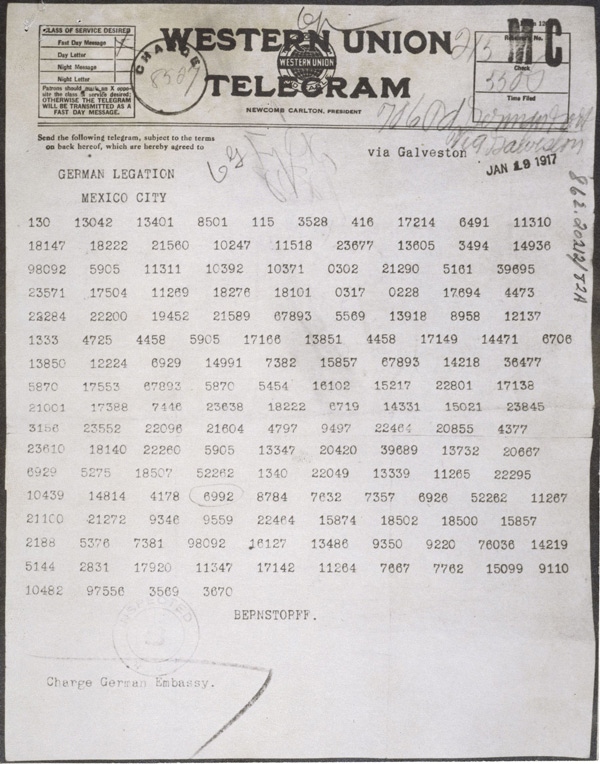 CLASS OF SERVICE DESIRED
Fast Day Message
Day Letter
Night Message
Night Letter
Patrons should mark an X oppo-
site the class of service desired;
OTHERWISE THE TELEGRAM
WILL BE TRANSMITTED AS A
FAST DAY MESSAGE.
CHARGE
8507
WESTERN UNION
WESTERN UNION
TELEGRAM
NEWCOMB CARLTON, PRESIDENT
Receiver's No.
Check
Time Filed
Send the following telegram, subject to the terms
on back hereof, which are hereby agreed to
via Galveston
JAN 19 1917
GERMAN LEGATION
MEXICO CITY
862.20212/82A
130 13042 13401 8501 115 3528 416 17214 6491 11310
18147 18222 21560 10247 11518 23677 13605 3494 14936
98092 5905 11311 10392 10371 0302 21290 5161 39695
23571 17504 11269 18276 18101 0317 0228 17694 4473
23284 22200 19452 21589 67893 5569 13918 8958 12137
1333 4725 4458 5905 17166 13851 4458 17149 14471 6706
13850 12224 6929 14991 7382 15857 67893 14218 36477
5870 17553 67893 5870 5454 16102 15217 22801 17138
21001 17388 7446 23638 18222 6719 14331 15021 23845
3156 23552 22096 21604 4797 9497 22464 20855 4377
23610 18140 22260 5905 13347 20420 39689 13732 20667
6929 5275 18507 52262 1340 22049 13339 11265 22295
10439 14814 4178 6992 8784 7632 7357 6926 52262 11267
21100 21272 9346 9559 22464 15874 18502 18500 15857
2188 5376 7381 98092 16127 13486 9350 9220 76036 14219
5144 2831 17920 11347 17142 11264 7667 7762 15099 9110
10482 97556 3569 3670
BERNSTORFF.
Charge German Embassy.